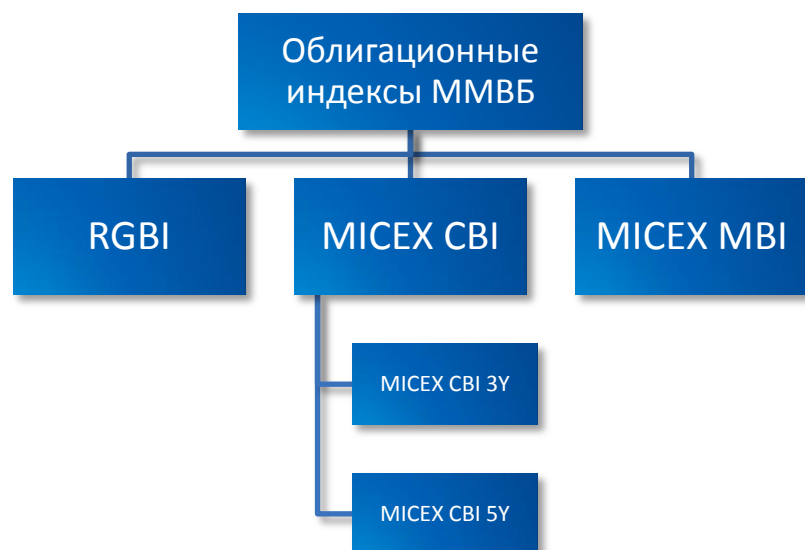 Облигационные
индексы ММВБ
RGBI
MICEX CBI
MICEX MBI
MICEX CBI 3Y
MICEX CBI 5Y